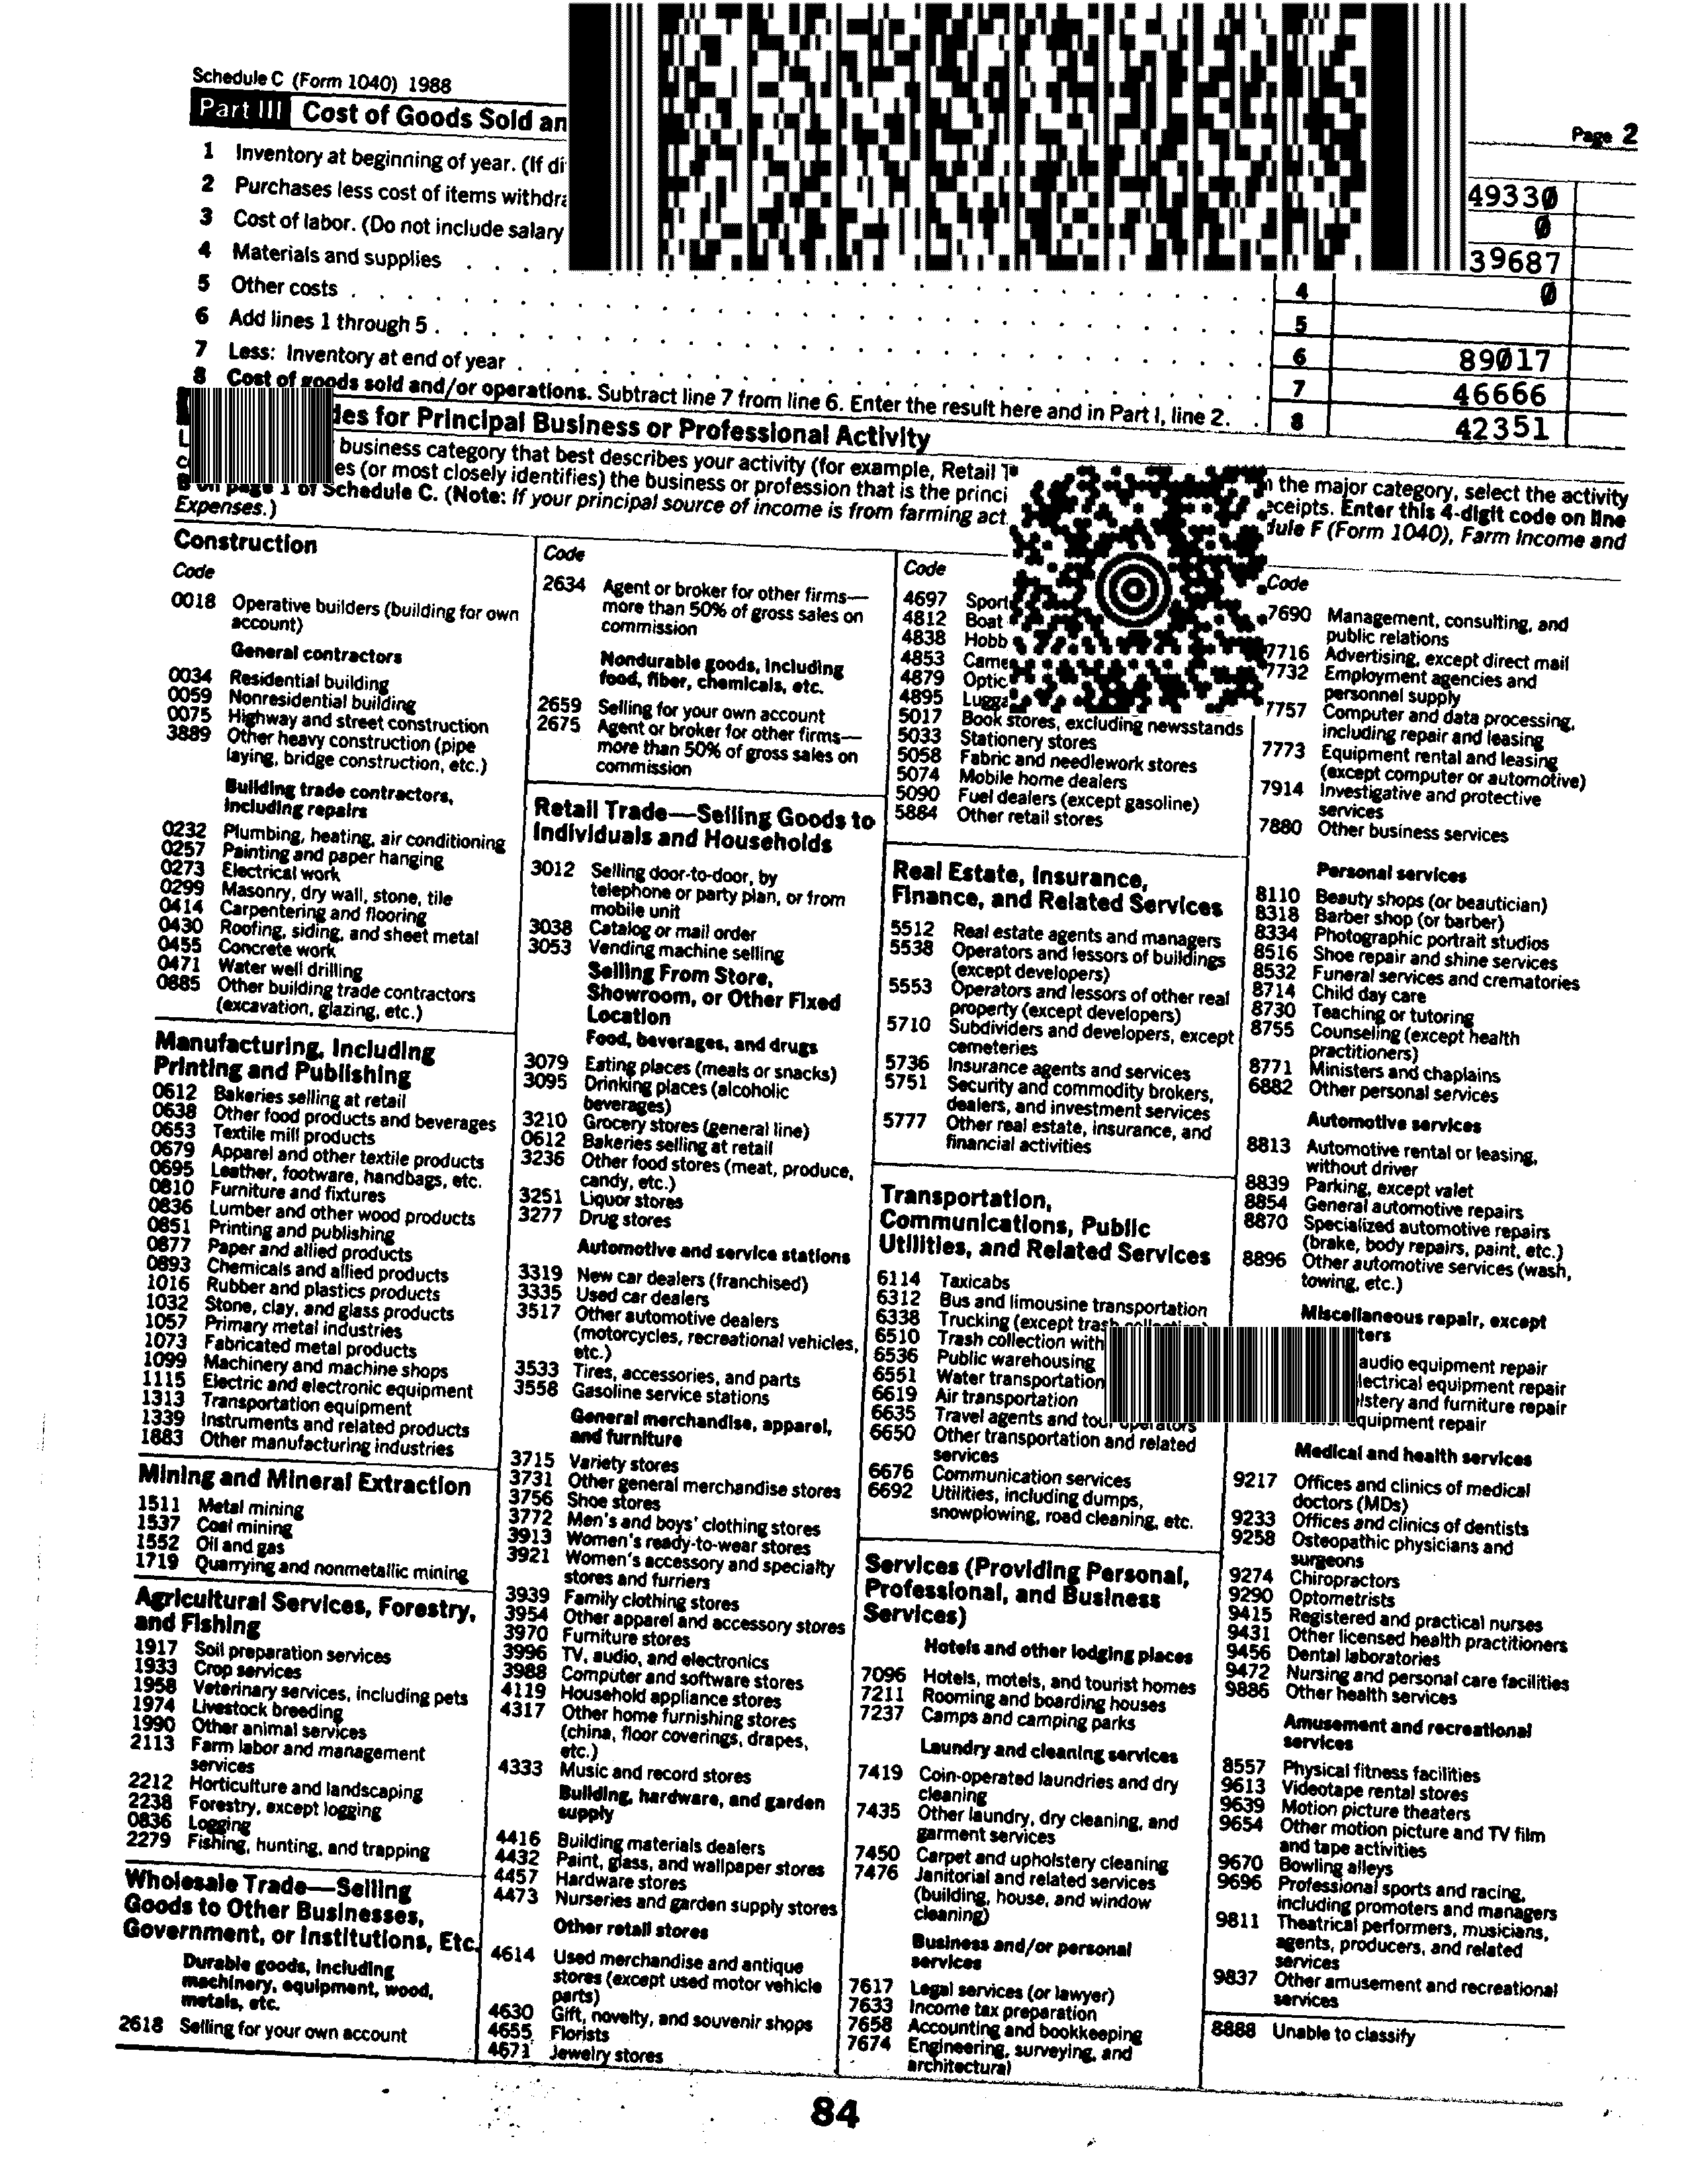 Schedule C (Form 1040) 1988
Page 2
Part III Cost of Goods Sold
1 Inventory at beginning of year. (If
49330
2 Purchases less cost of items
0
3 Cost of labor. (Do not include salary
39687
4 Materials and supplies
4 0
5 Other costs
5
6 Add lines 1 through 5
6 89017
7 Less: Inventory at end of year
7 46666
8 Cost of goods sold and/or operations. Subtract line 7 from line 6. Enter the result here and in Part I, line 2.
8 42351
for Principal Business or Professional Activity
business category that best describes your activity (for example, Retail
the major category, select the activity
(or most closely identifies) the business or profession that is the
Enter this 4-digit code on line
on page 1 of Schedule C. (Note: If your principal source of income is from farming
F (Form 1040), Farm Income and
Expenses.)
Construction
Code
0018 Operative builders (building for own
account)
General contractors
0034 Residential building
0059 Nonresidential building
0075 Highway and street construction
3889 Other heavy construction (pipe
laying, bridge construction, etc.)
Building trade contractors,
including repairs
0232 Plumbing, heating, air conditioning
0257 Painting and paper hanging
0273 Electrical work
0299 Masonry, dry wall, stone, tile
0414 Carpentering and flooring
0430 Roofing, siding, and sheet metal
0455 Concrete work
0471 Water well drilling
0885 Other building trade contractors
(excavation, glazing, etc.)
Manufacturing, Including
Printing and Publishing
0612 Bakeries selling at retail
0638 Other food products and beverages
0653 Textile mill products
0679 Apparel and other textile products
0695 Leather, footware, handbags, etc.
0810 Furniture and fixtures
0836 Lumber and other wood products
0851 Printing and publishing
0877 Paper and allied products
0893 Chemicals and allied products
1016 Rubber and plastics products
1032 Stone, clay, and glass products
1057 Primary metal industries
1073 Fabricated metal products
1099 Machinery and machine shops
1115 Electric and electronic equipment
1313 Transportation equipment
1339 Instruments and related products
1883 Other manufacturing industries
Mining and Mineral Extraction
1511 Metal mining
1537 Coal mining
1552 Oil and gas
1719 Quarrying and nonmetallic mining
Agricultural Services, Forestry,
and Fishing
1917 Soil preparation services
1933 Crop services
1958 Veterinary services, including pets
1974 Livestock breeding
1990 Other animal services
2113 Farm labor and management
services
2212 Horticulture and landscaping
2238 Forestry, except logging
0836 Logging
2279 Fishing, hunting, and trapping
Wholesale Trade—Selling
Goods to Other Businesses,
Government, or Institutions, Etc.
Durable goods, including
machinery, equipment, wood,
metals, etc.
2618 Selling for your own account
Code
2634 Agent or broker for other firms—
more than 50% of gross sales on
commission
Nondurable goods, including
food, fiber, chemicals, etc.
2659 Selling for your own account
2675 Agent or broker for other firms—
more than 50% of gross sales on
commission
Retail Trade—Selling Goods to
Individuals and Households
3012 Selling door-to-door, by
telephone or party plan, or from
mobile unit
3038 Catalog or mail order
3053 Vending machine selling
Selling From Store,
Showroom, or Other Fixed
Location
Food, beverages, and drugs
3079 Eating places (meals or snacks)
3095 Drinking places (alcoholic
beverages)
3210 Grocery stores (general line)
0612 Bakeries selling at retail
3236 Other food stores (meat, produce,
candy, etc.)
3251 Liquor stores
3277 Drug stores
Automotive and service stations
3319 New car dealers (franchised)
3335 Used car dealers
3517 Other automotive dealers
(motorcycles, recreational vehicles,
etc.)
3533 Tires, accessories, and parts
3558 Gasoline service stations
General merchandise, apparel,
and furniture
3715 Variety stores
3731 Other general merchandise stores
3756 Shoe stores
3772 Men's and boys' clothing stores
3913 Women's ready-to-wear stores
3921 Women's accessory and specialty
stores and furriers
3939 Family clothing stores
3954 Other apparel and accessory stores
3970 Furniture stores
3996 TV, audio, and electronics
3988 Computer and software stores
4119 Household appliance stores
4317 Other home furnishing stores
(china, floor coverings, drapes,
etc.)
4333 Music and record stores
Building, hardware, and garden
supply
4416 Building materials dealers
4432 Paint, glass, and wallpaper stores
4457 Hardware stores
4473 Nurseries and garden supply stores
Other retail stores
4614 Used merchandise and antique
stores (except used motor vehicle
parts)
4630 Gift, novelty, and souvenir shops
4655 Florists
4671 Jewelry stores
Code
4697
4812 Boat
4838
4853
4879
4895
5017 Book stores, excluding newsstands
5033 Stationery stores
5058 Fabric and needlework stores
5074 Mobile home dealers
5090 Fuel dealers (except gasoline)
5884 Other retail stores
Real Estate, Insurance,
Finance, and Related Services
5512 Real estate agents and managers
5538 Operators and lessors of buildings
(except developers)
5553 Operators and lessors of other real
property (except developers)
5710 Subdividers and developers, except
cemeteries
5736 Insurance agents and services
5751 Security and commodity brokers,
dealers, and investment services
5777 Other real estate, insurance, and
financial activities
Transportation,
Communications, Public
Utilities, and Related Services
6114 Taxicabs
6312 Bus and limousine transportation
6338 Trucking (except trash collection)
6510 Trash collection
6536 Public warehousing
6551 Water transportation
6619 Air transportation
6635 Travel agents and tour operators
6650 Other transportation and related
services
6676 Communication services
6692 Utilities, including dumps,
snowplowing, road cleaning, etc.
Services (Providing Personal,
Professional, and Business
Services)
Hotels and other lodging places
7096 Hotels, motels, and tourist homes
7211 Rooming and boarding houses
7237 Camps and camping parks
Laundry and cleaning services
7419 Coin-operated laundries and dry
cleaning
7435 Other laundry, dry cleaning, and
garment services
7450 Carpet and upholstery cleaning
7476 Janitorial and related services
(building, house, and window
cleaning)
Business and/or personal
services
7617 Legal services (or lawyer)
7633 Income tax preparation
7658 Accounting and bookkeeping
7674 Engineering, surveying, and
architectural
Code
7690 Management, consulting, and
public relations
7716 Advertising, except direct mail
7732 Employment agencies and
personnel supply
7757 Computer and data processing,
including repair and leasing
7773 Equipment rental and leasing
(except computer or automotive)
7914 Investigative and protective
services
7880 Other business services
Personal services
8110 Beauty shops (or beautician)
8318 Barber shop (or barber)
8334 Photographic portrait studios
8516 Shoe repair and shine services
8532 Funeral services and crematories
8714 Child day care
8730 Teaching or tutoring
8755 Counseling (except health
practitioners)
8771 Ministers and chaplains
6882 Other personal services
Automotive services
8813 Automotive rental or leasing,
without driver
8839 Parking, except valet
8854 General automotive repairs
8870 Specialized automotive repairs
(brake, body repairs, paint, etc.)
8896 Other automotive services (wash,
towing, etc.)
Miscellaneous repair, except
audio equipment repair
equipment repair
and furniture repair
equipment repair
Medical and health services
9217 Offices and clinics of medical
doctors (MDs)
9233 Offices and clinics of dentists
9258 Osteopathic physicians and
surgeons
9274 Chiropractors
9290 Optometrists
9415 Registered and practical nurses
9431 Other licensed health practitioners
9456 Dental laboratories
9472 Nursing and personal care facilities
9886 Other health services
Amusement and recreational
services
8557 Physical fitness facilities
9613 Videotape rental stores
9639 Motion picture theaters
9654 Other motion picture and TV film
and tape activities
9670 Bowling alleys
9696 Professional sports and racing,
including promoters and managers
9811 Theatrical performers, musicians,
agents, producers, and related
services
9837 Other amusement and recreational
services
8888 Unable to classify
84